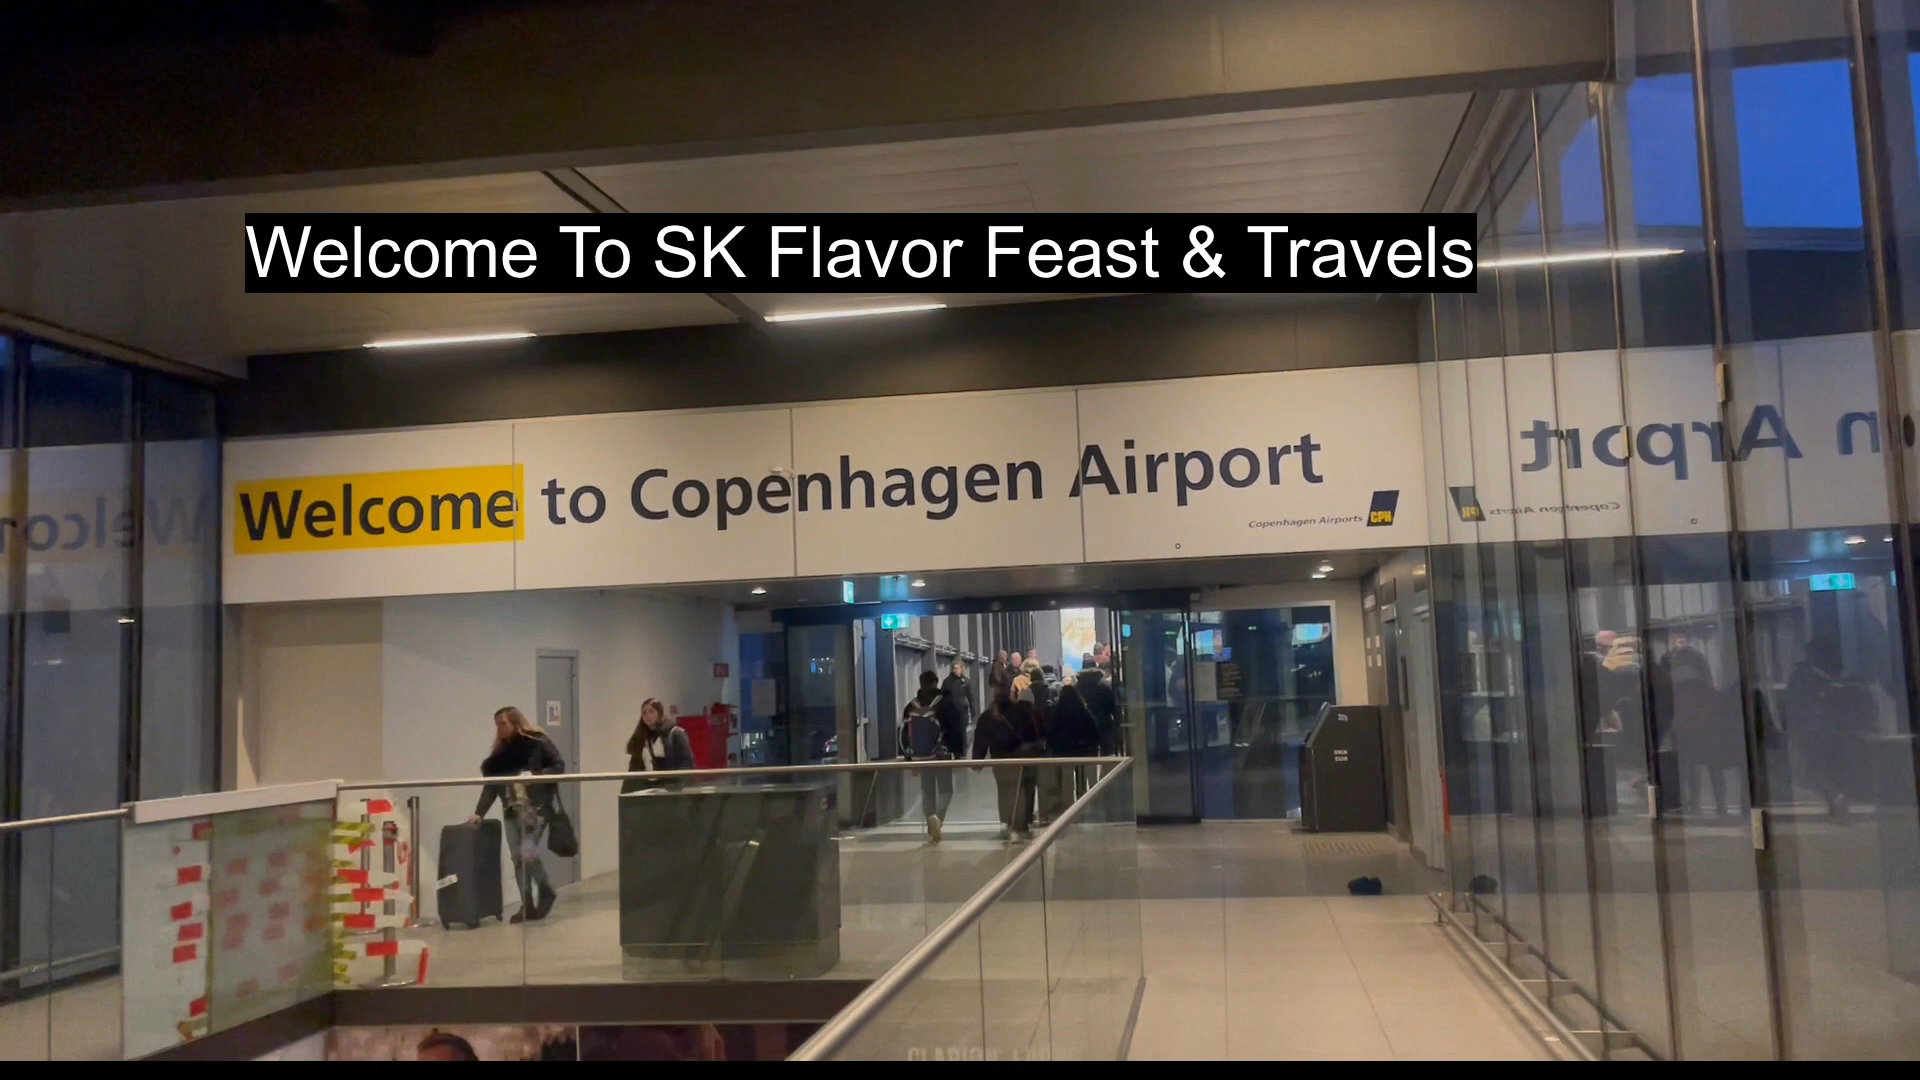 Welcome To SK Flavor Feast & Travels
Welcome to Copenhagen Airport
Copenhagen Airports CPH